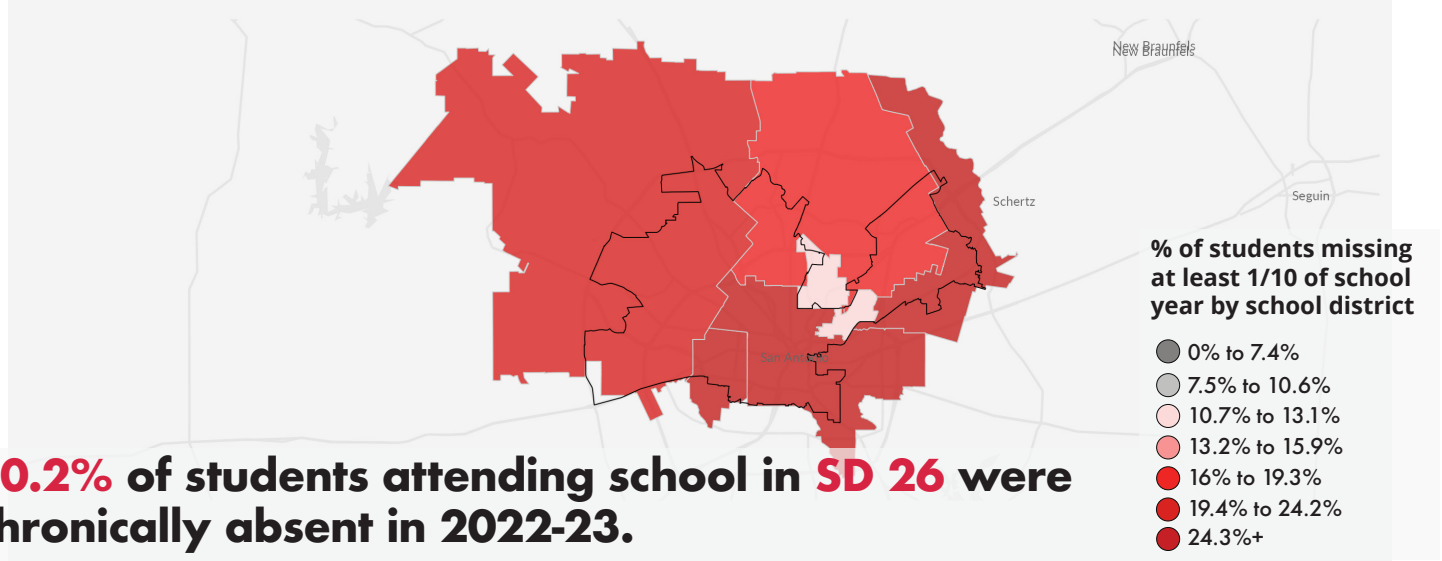 New Braunfels
New Braunfels
Schertz
Seguin
San Anto
% of students missing
at least 1/10 of school
year by school district
0% to 7.4%
7.5% to 10.6%
10.7% to 13.1%
13.2% to 15.9%
16% to 19.3%
19.4% to 24.2%
24.3%+
0.2% of students attending school in SD 26 were
hronically absent in 2022-23.